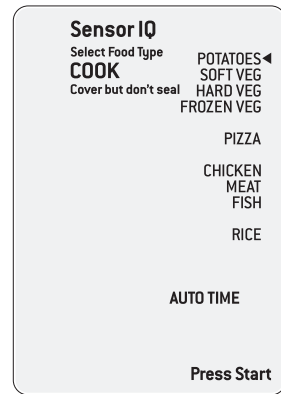 Sensor IQ
Select Food Type
COOK
Cover but don't seal
POTATOES
SOFT VEG
HARD VEG
FROZEN VEG
PIZZA
CHICKEN
MEAT
FISH
RICE
AUTO TIME
Press Start